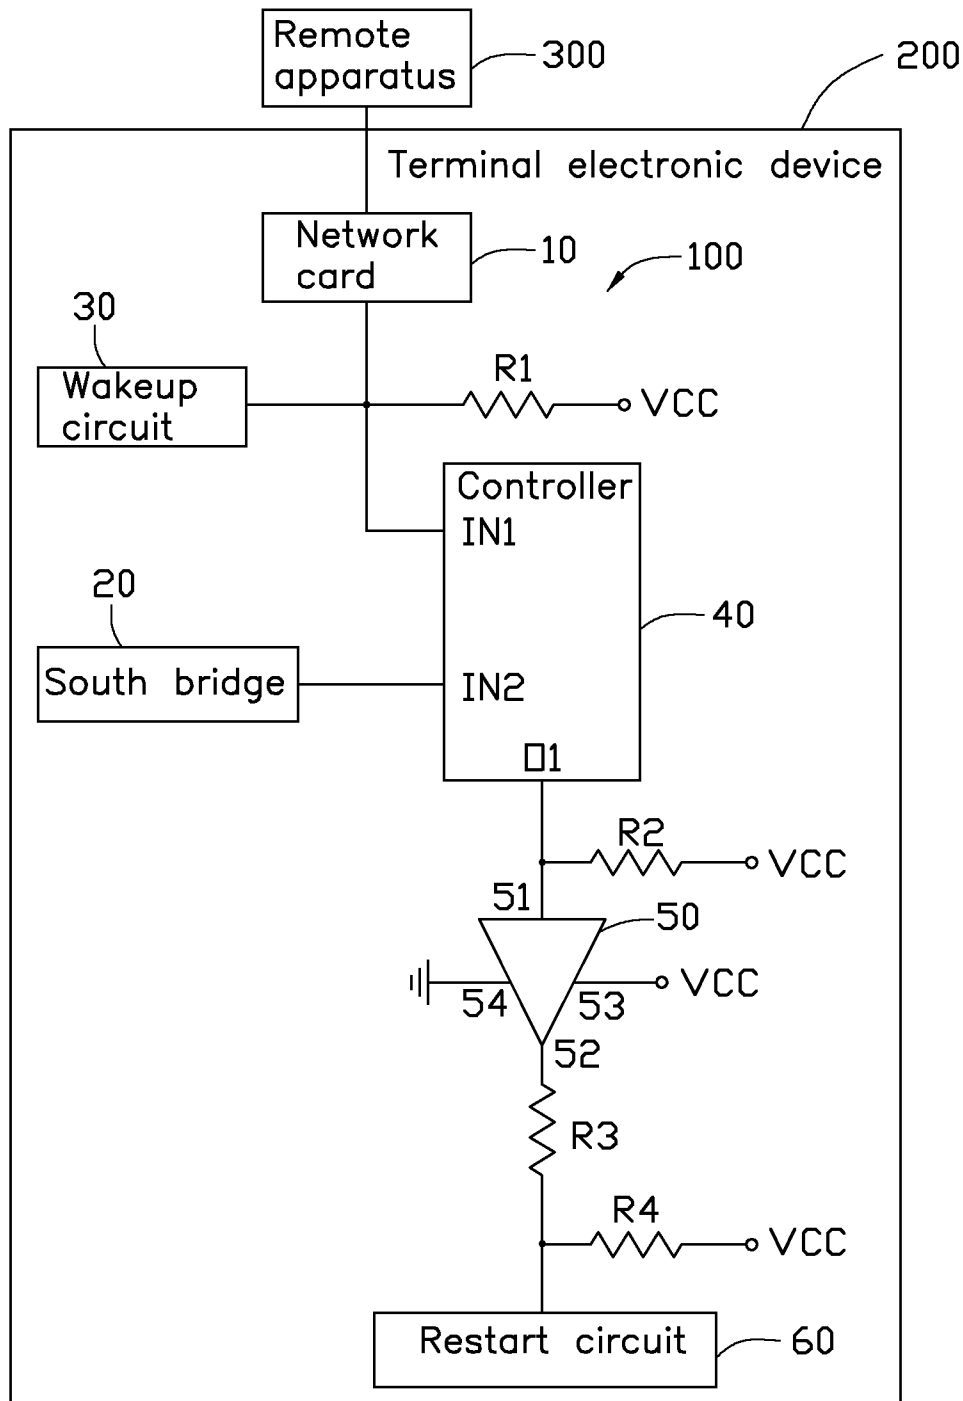 Remote
apparatus
300
200
Terminal electronic device
Network
card
10
100
30
Wakeup
circuit
R1
VCC
Controller
IN1
20
40
South bridge
IN2
O1
R2
VCC
51
50
54
53
VCC
52
R3
R4
VCC
Restart circuit
60